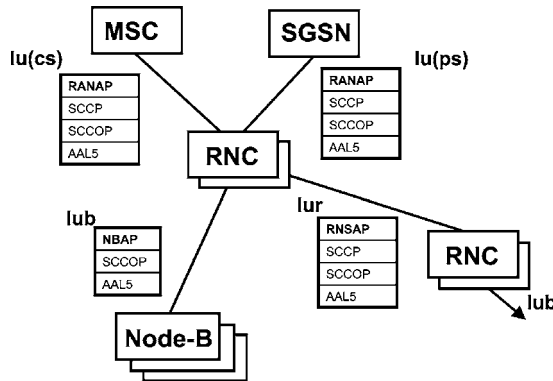 MSC
SGSN
Iu(cs)
Iu(ps)
RANAP
SCCP
SCCOP
AAL5
RANAP
SCCP
SCCOP
AAL5
RNC
Iub
Iur
NBAP
SCCOP
AAL5
RNSAP
SCCP
SCCOP
AAL5
RNC
Iub
Node-B